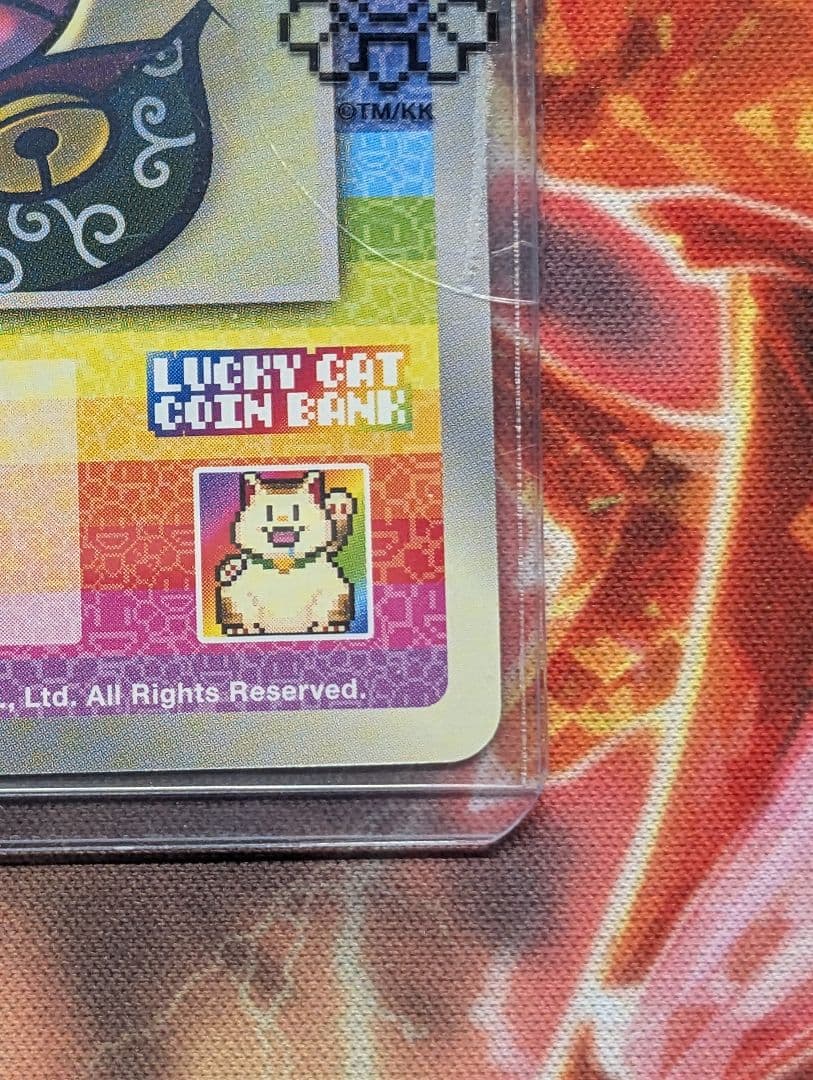 ©TM/KK
LUCKY CAT
COIN BANK
., Ltd. All Rights Reserved.